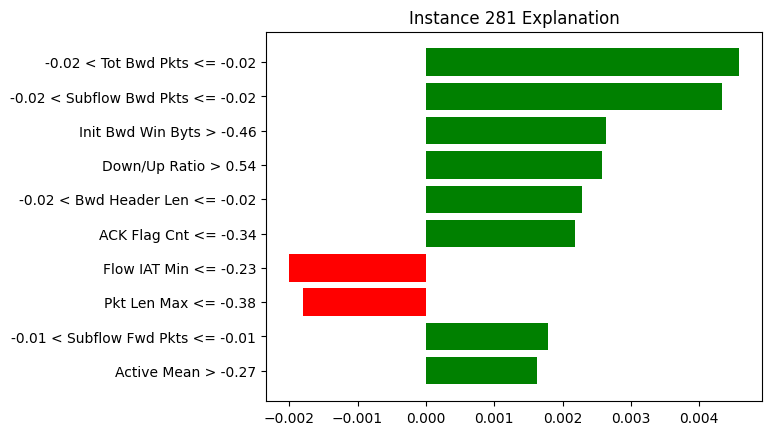 Instance 281 Explanation
-0.02 < Tot Bwd Pkts <= -0.02
-0.02 < Subflow Bwd Pkts <= -0.02
Init Bwd Win Byts > -0.46
Down/Up Ratio > 0.54
-0.02 < Bwd Header Len <= -0.02
ACK Flag Cnt <= -0.34
Flow IAT Min <= -0.23
Pkt Len Max <= -0.38
-0.01 < Subflow Fwd Pkts <= -0.01
Active Mean > -0.27
−0.002 −0.001 0.000 0.001 0.002 0.003 0.004